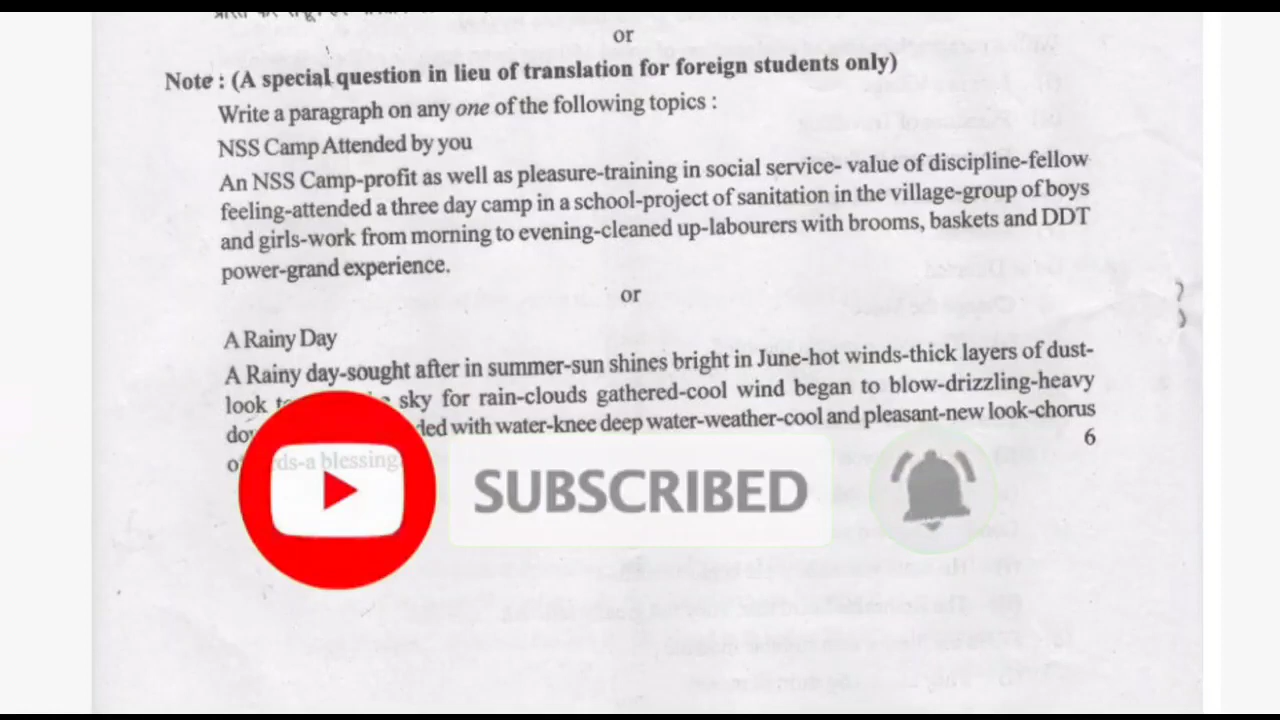 or
Note : (A special question in lieu of translation for foreign students only)
Write a paragraph on any one of the following topics :
NSS Camp Attended by you
An NSS Camp-profit as well as pleasure-training in social service- value of discipline-fellow
feeling-attended a three day camp in a school-project of sanitation in the village-group of boys
and girls-work from morning to evening-cleaned up-labourers with brooms, baskets and DDT
power-grand experience.
or
A Rainy Day
A Rainy day-sought after in summer-sun shines bright in June-hot winds-thick layers of dust-
look sky for rain-clouds gathered-cool wind began to blow-drizzling-heavy
with water-knee deep water-weather-cool and pleasant-new look-chorus
6
a blessing
SUBSCRIBED